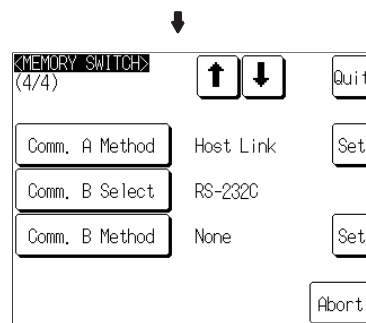 <MEMORY SWITCH>
(4/4)
Quit
Comm. A Method Host Link Set
Comm. B Select RS-232C
Comm. B Method None Set
Abort